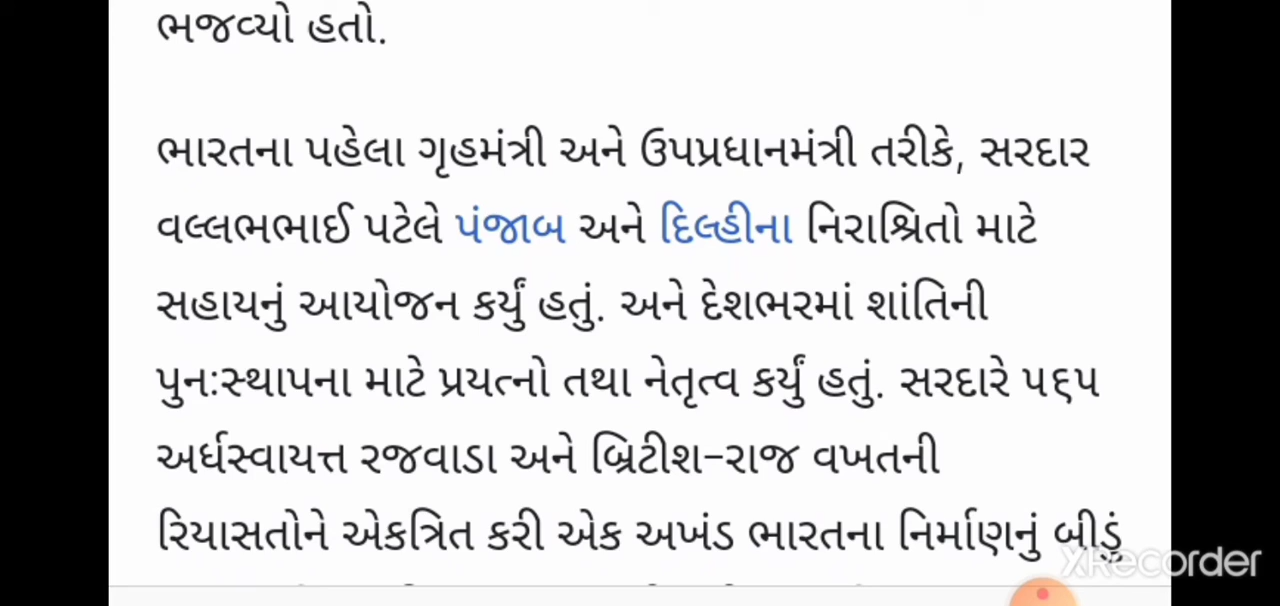 ભજવ્યો હતો.
ભારતના પહેલા ગૃહમંત્રી અને ઉપપ્રધાનમંત્રી તરીકે, સરદાર
વલ્લભભાઈ પટેલે પંજાબ અને દિલ્હીના નિરાશ્રિતો માટે
સહાયનું આયોજન કર્યું હતું. અને દેશભરમાં શાંતિની
પુન:સ્થાપના માટે પ્રયત્નો તથા નેતૃત્વ કર્યું હતું. સરદારે ૫૬૫
અર્ધસ્વાયત્ત રજવાડા અને બ્રિટીશ-રાજ વખતની
રિયાસતોને એકત્રિત કરી એક અખંડ ભારતના નિર્માણનું બીડું
XRecorder